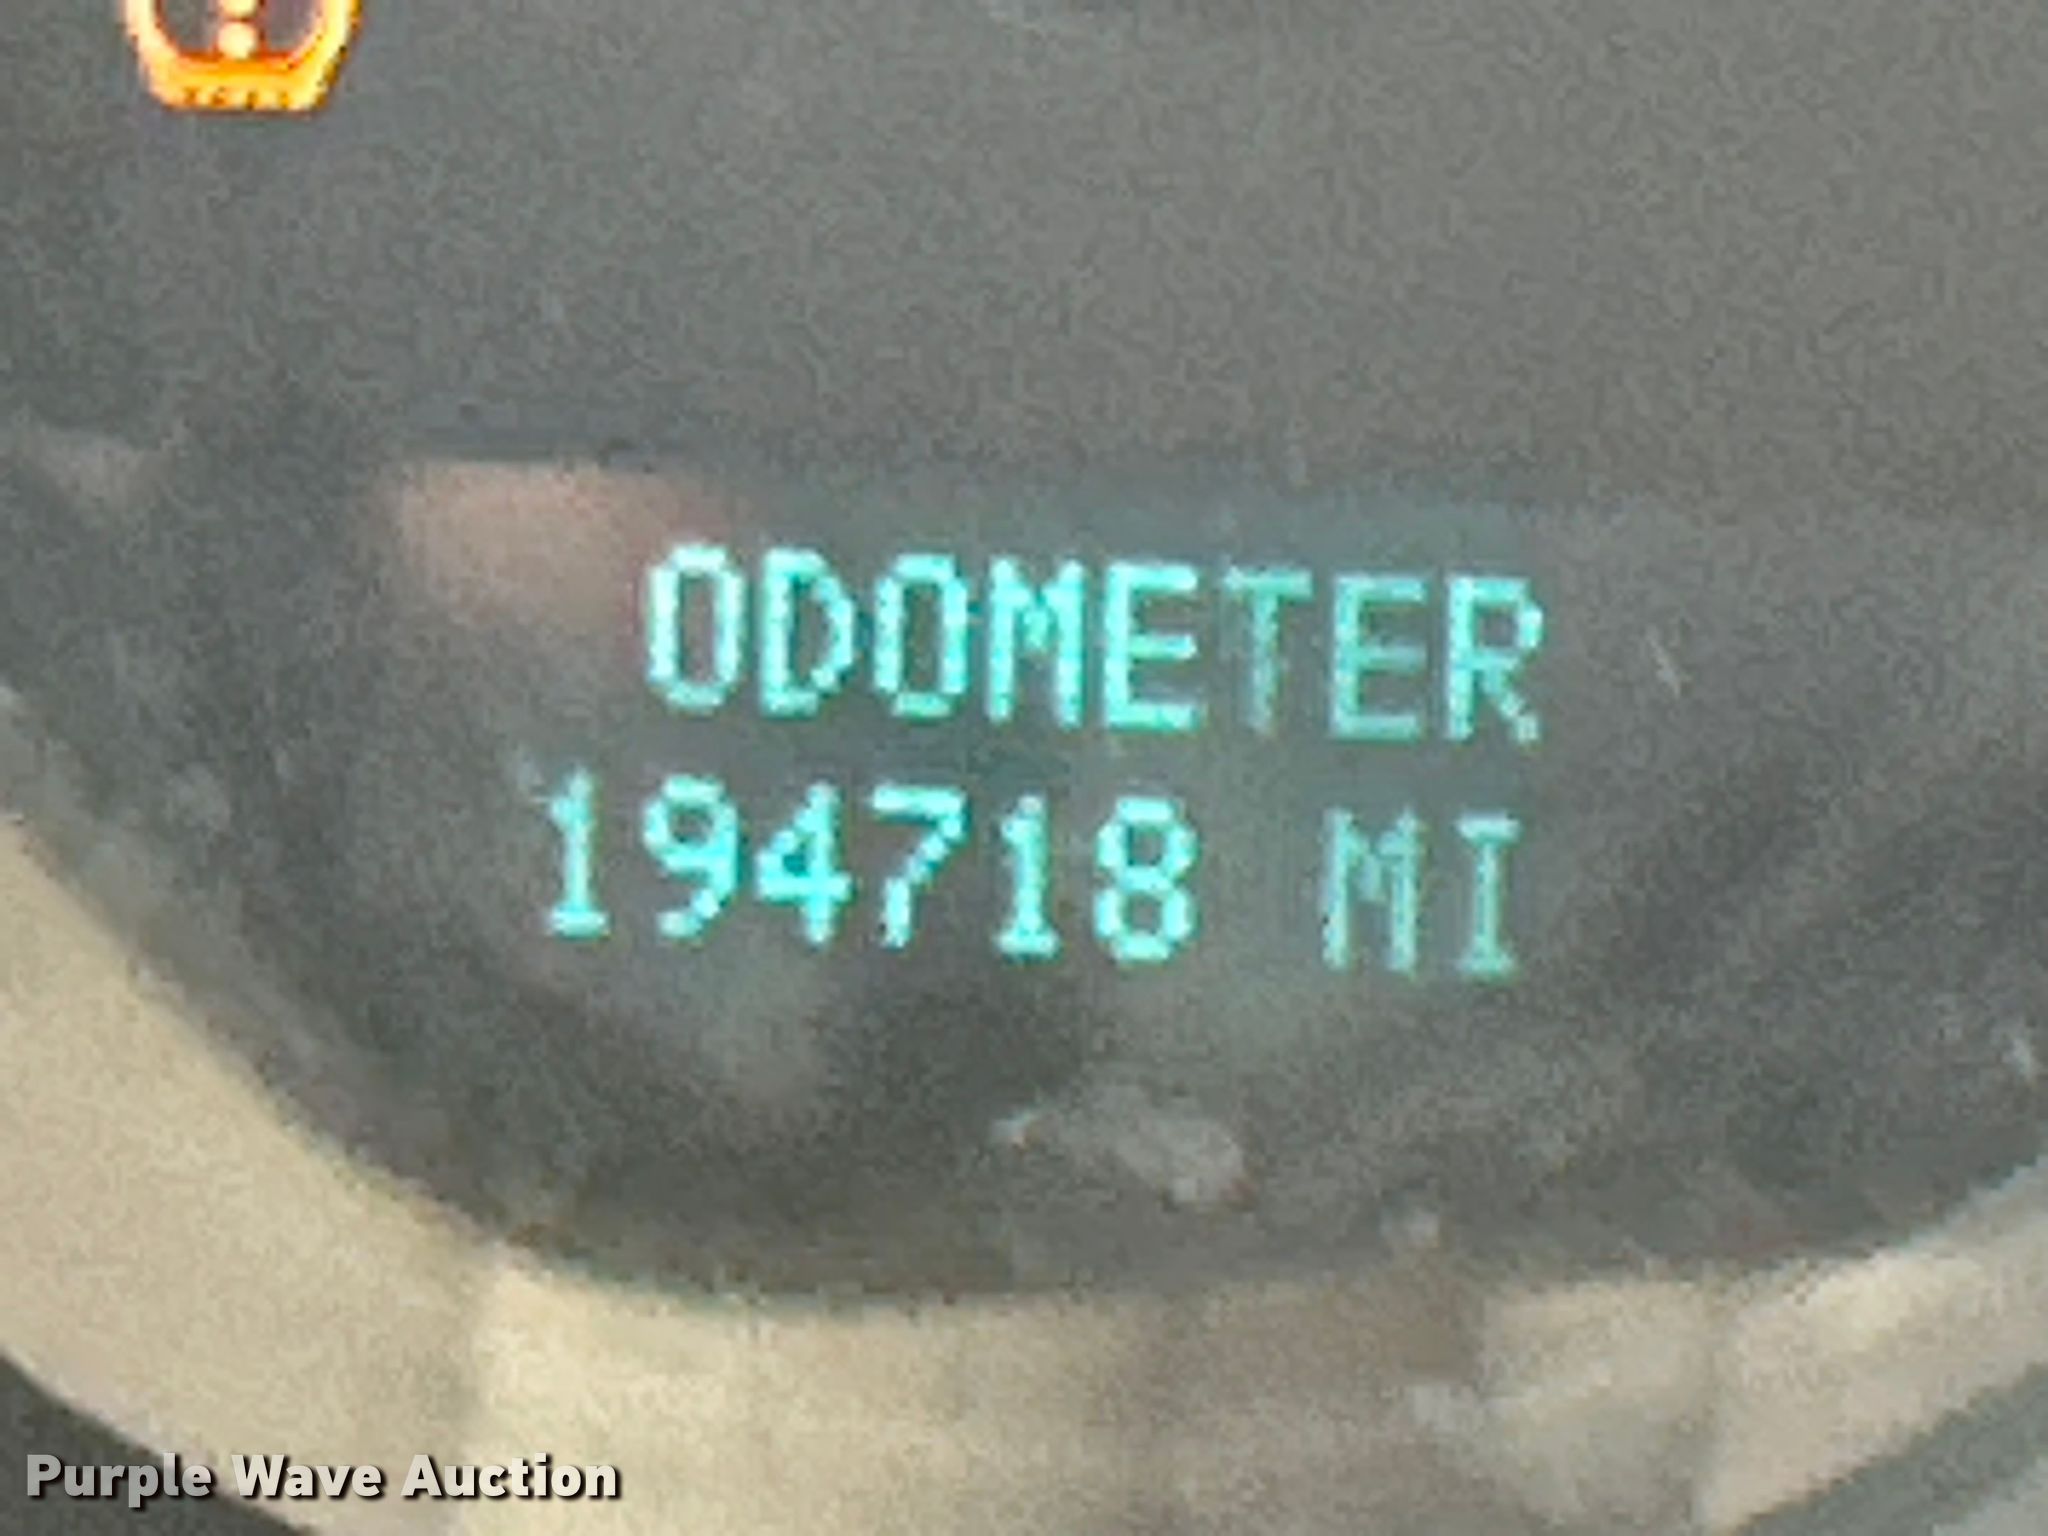 ODOMETER
194718 MI
Purple Wave Auction